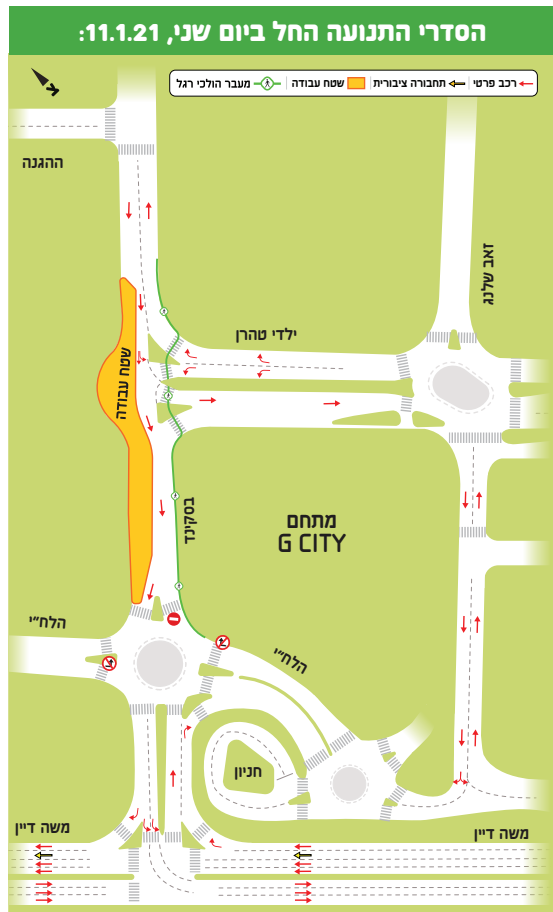 הסדרי התנועה החל ביום שני, 11.1.21:
רכב פרטי
תחבורה ציבורית
שטח עבודה
מעבר הולכי רגל
ההגנה
זאב שלנג
ילדי טהרן
שטח עבודה
בסקינד
מתחם
G CITY
הלח"י
הלח"י
חניון
משה דיין
משה דיין